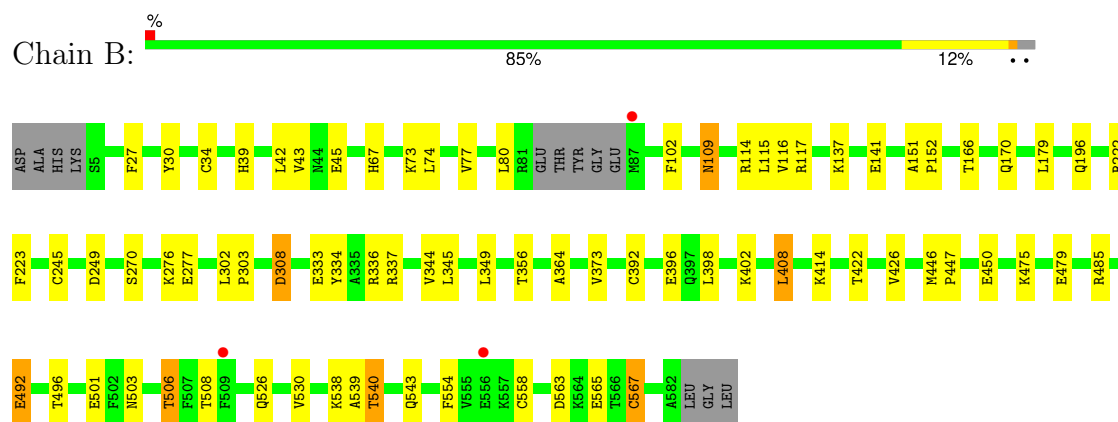 %
Chain B:
85% 12% • •
ASP ALA HIS LYS S5 F27 Y30 C34 H39 L42 V43 N44 E45 H67 K73 L74 V77 L80 R81 GLU THR TYR GLY GLU M87 F102 N109 R114 L115 V116 R117 K137 E141 A151 P152 T166 Q170 L179 Q196 R222
F223 C245 D249 S270 K276 E277 L302 P303 D308 E333 Y334 A335 R336 R337 V344 L345 L349 T356 A364 V373 C392 E396 Q397 L398 K402 L408 K414 T422 V426 M446 P447 E450 K475 E479 R485
E492 T496 E501 F502 N503 T506 F507 T508 F509 Q526 V530 K538 A539 T540 Q543 F554 V555 E556 K557 C558 D563 K564 E565 T566 C567 A582 LEU GLY LEU